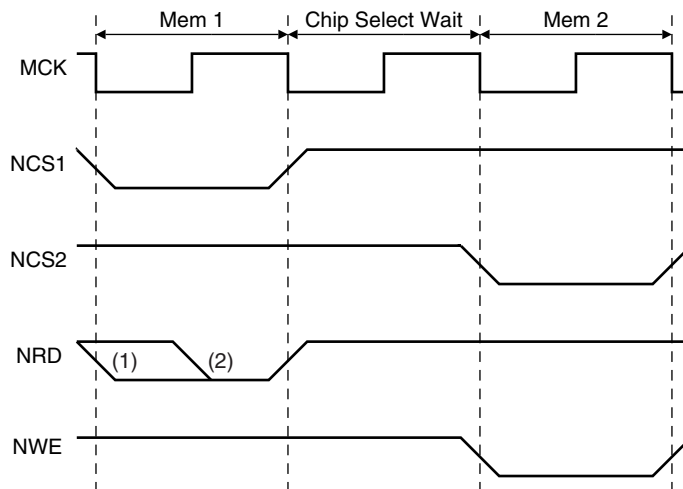 Mem 1 Chip Select Wait Mem 2
MCK
NCS1
NCS2
NRD (1) (2)
NWE